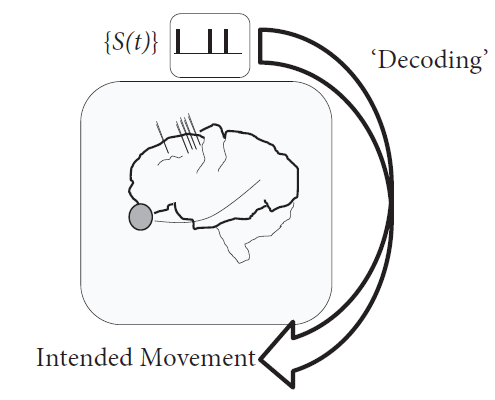 {S(t)}
‘Decoding’
Intended Movement